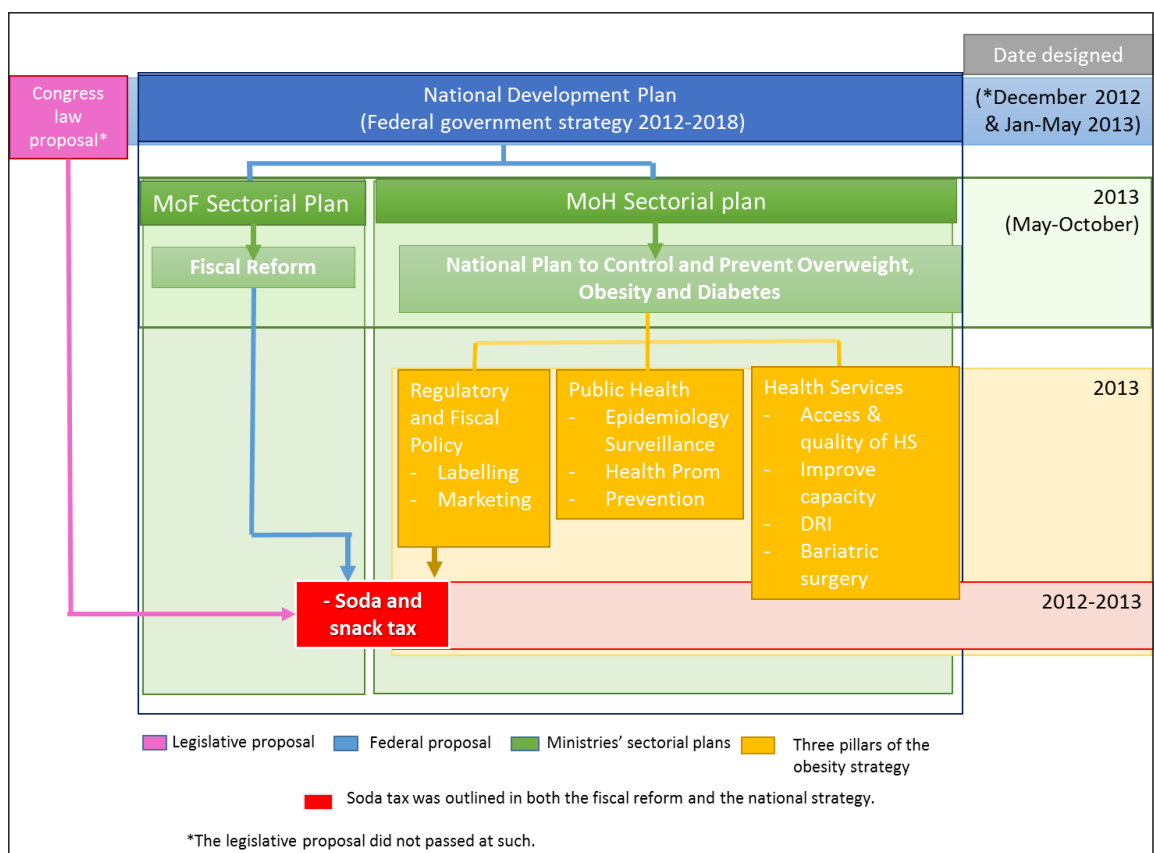 Date designed
Congress
law
proposal*
National Development Plan
(Federal government strategy 2012-2018)
(*December 2012
& Jan-May 2013)
MoF Sectorial Plan
MoH Sectorial plan
2013
(May-October)
Fiscal Reform
National Plan to Control and Prevent Overweight,
Obesity and Diabetes
Regulatory
and Fiscal
Policy
- Labelling
- Marketing
Public Health
- Epidemiology
Surveillance
- Health Prom
- Prevention
Health Services
- Access &
quality of HS
- Improve
capacity
- DRI
- Bariatric
surgery
2013
- Soda and
snack tax
2012-2013
Legislative proposal
Federal proposal
Ministries' sectorial plans
Three pillars of the
obesity strategy
Soda tax was outlined in both the fiscal reform and the national strategy.
*The legislative proposal did not passed at such.